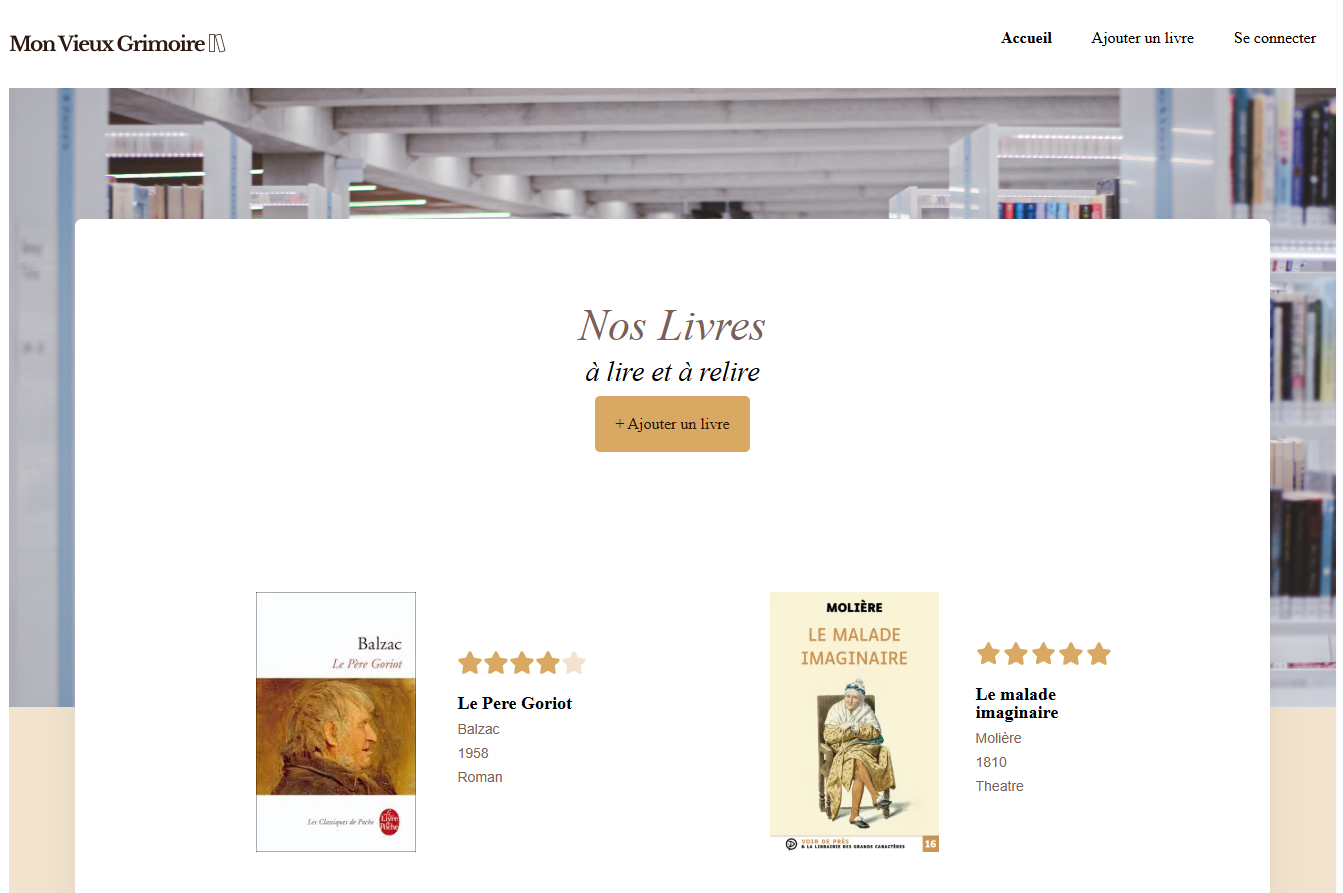 Mon Vieux Grimoire
Accueil
Ajouter un livre
Se connecter
Nos Livres
à lire et à relire
+ Ajouter un livre
Balzac
Le Père Goriot
Les Classiques de Poche
Le Livre de Poche
Le Pere Goriot
Balzac
1958
Roman
MOLIÈRE
LE MALADE
IMAGINAIRE
VOIR DE PRÈS
& LA LIBRAIRIE DES GRANDS CARACTÈRES
16
Le malade
imaginaire
Molière
1810
Theatre